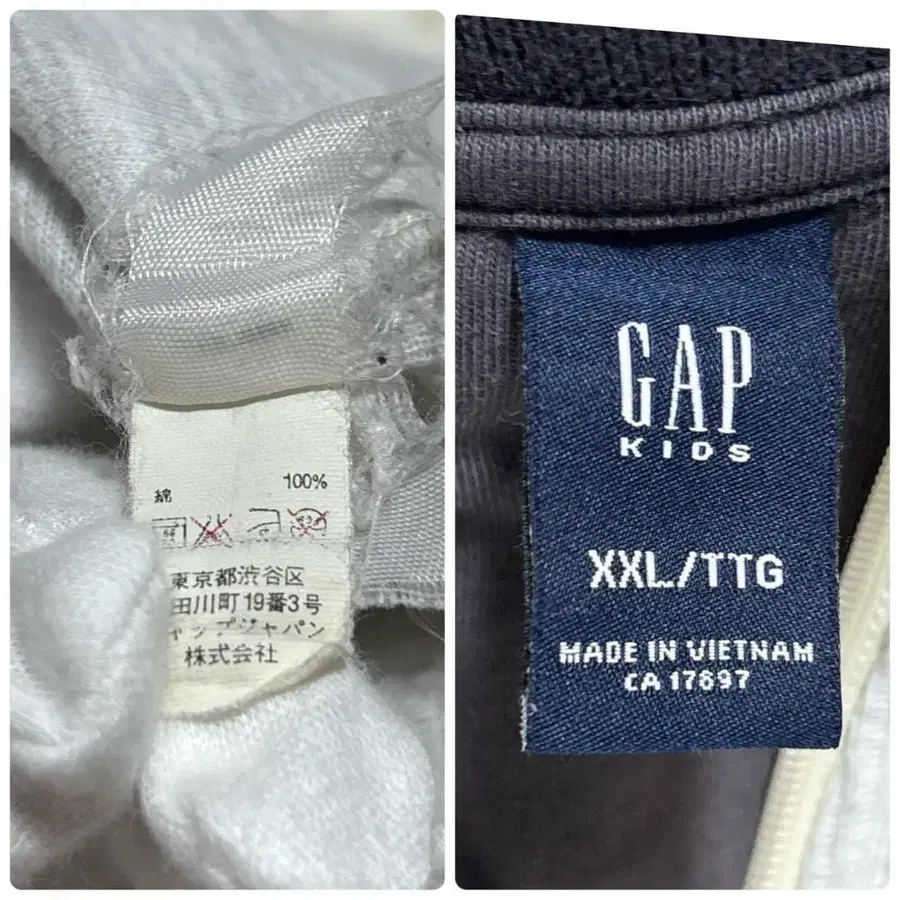 綿 100%
東京都渋谷区
田川町19番3号
ャップジャパン
株式会社
GAP
KIDS
XXL/TTG
MADE IN VIETNAM
CA 17897